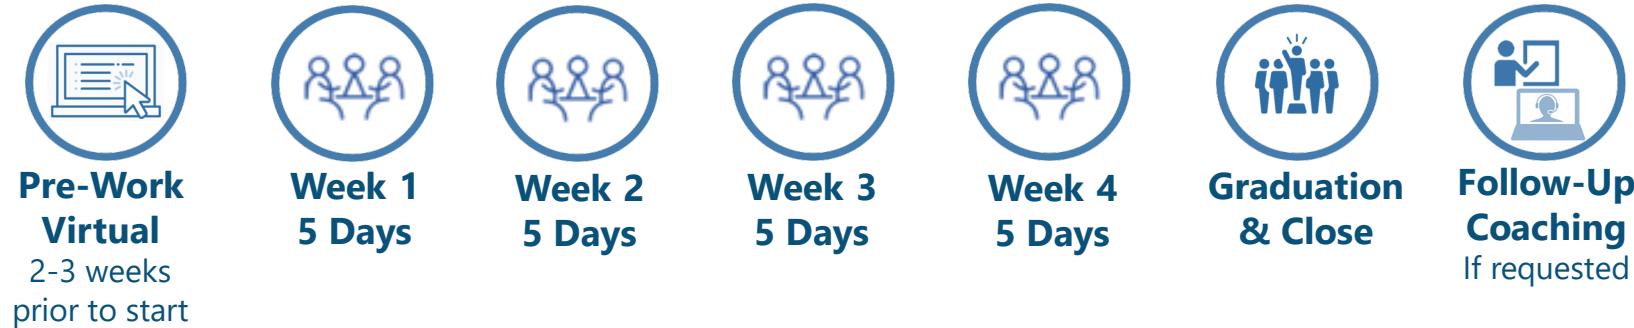 Pre-Work
Virtual
2-3 weeks
prior to start
Week 1
5 Days
Week 2
5 Days
Week 3
5 Days
Week 4
5 Days
Graduation
& Close
Follow-Up
Coaching
If requested